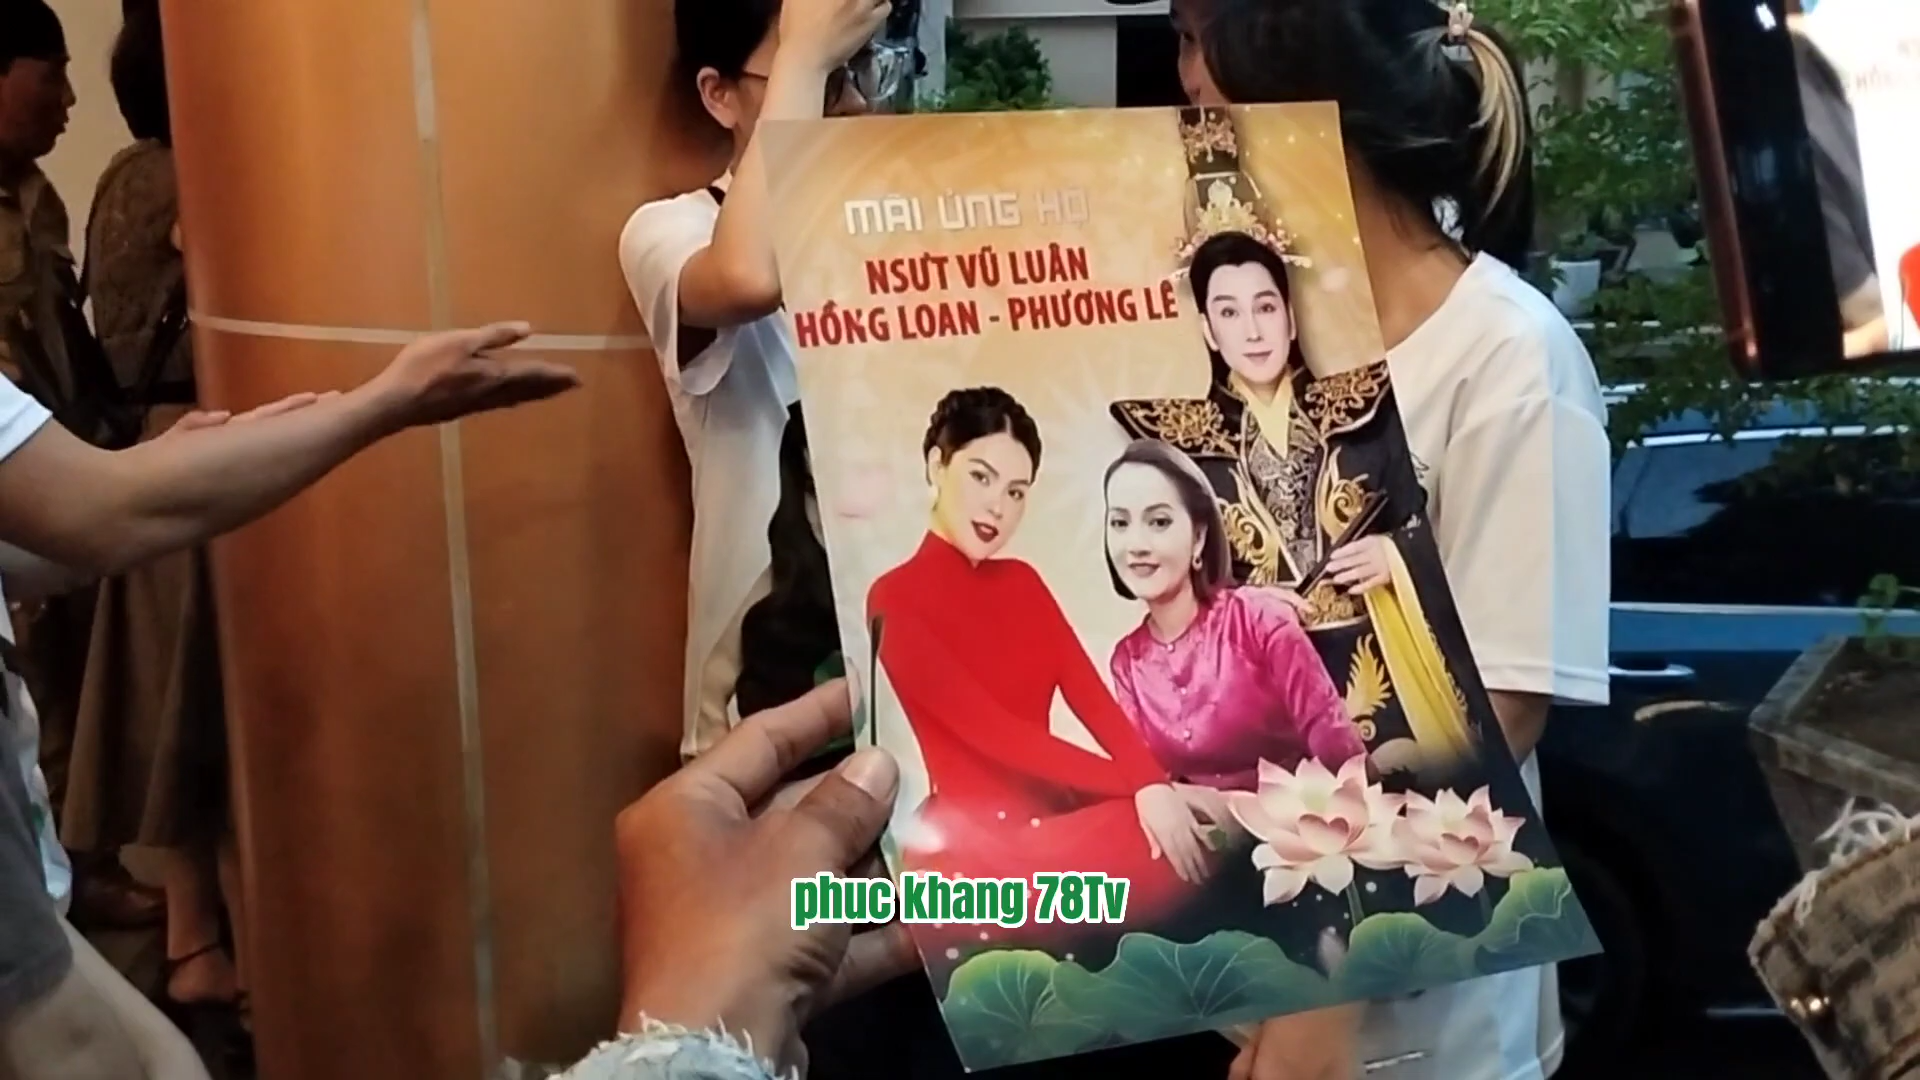 MÃI ỦNG HỘ
NSƯT VŨ LUÂN
HỒNG LOAN - PHƯƠNG LÊ
phuc khang 78Tv